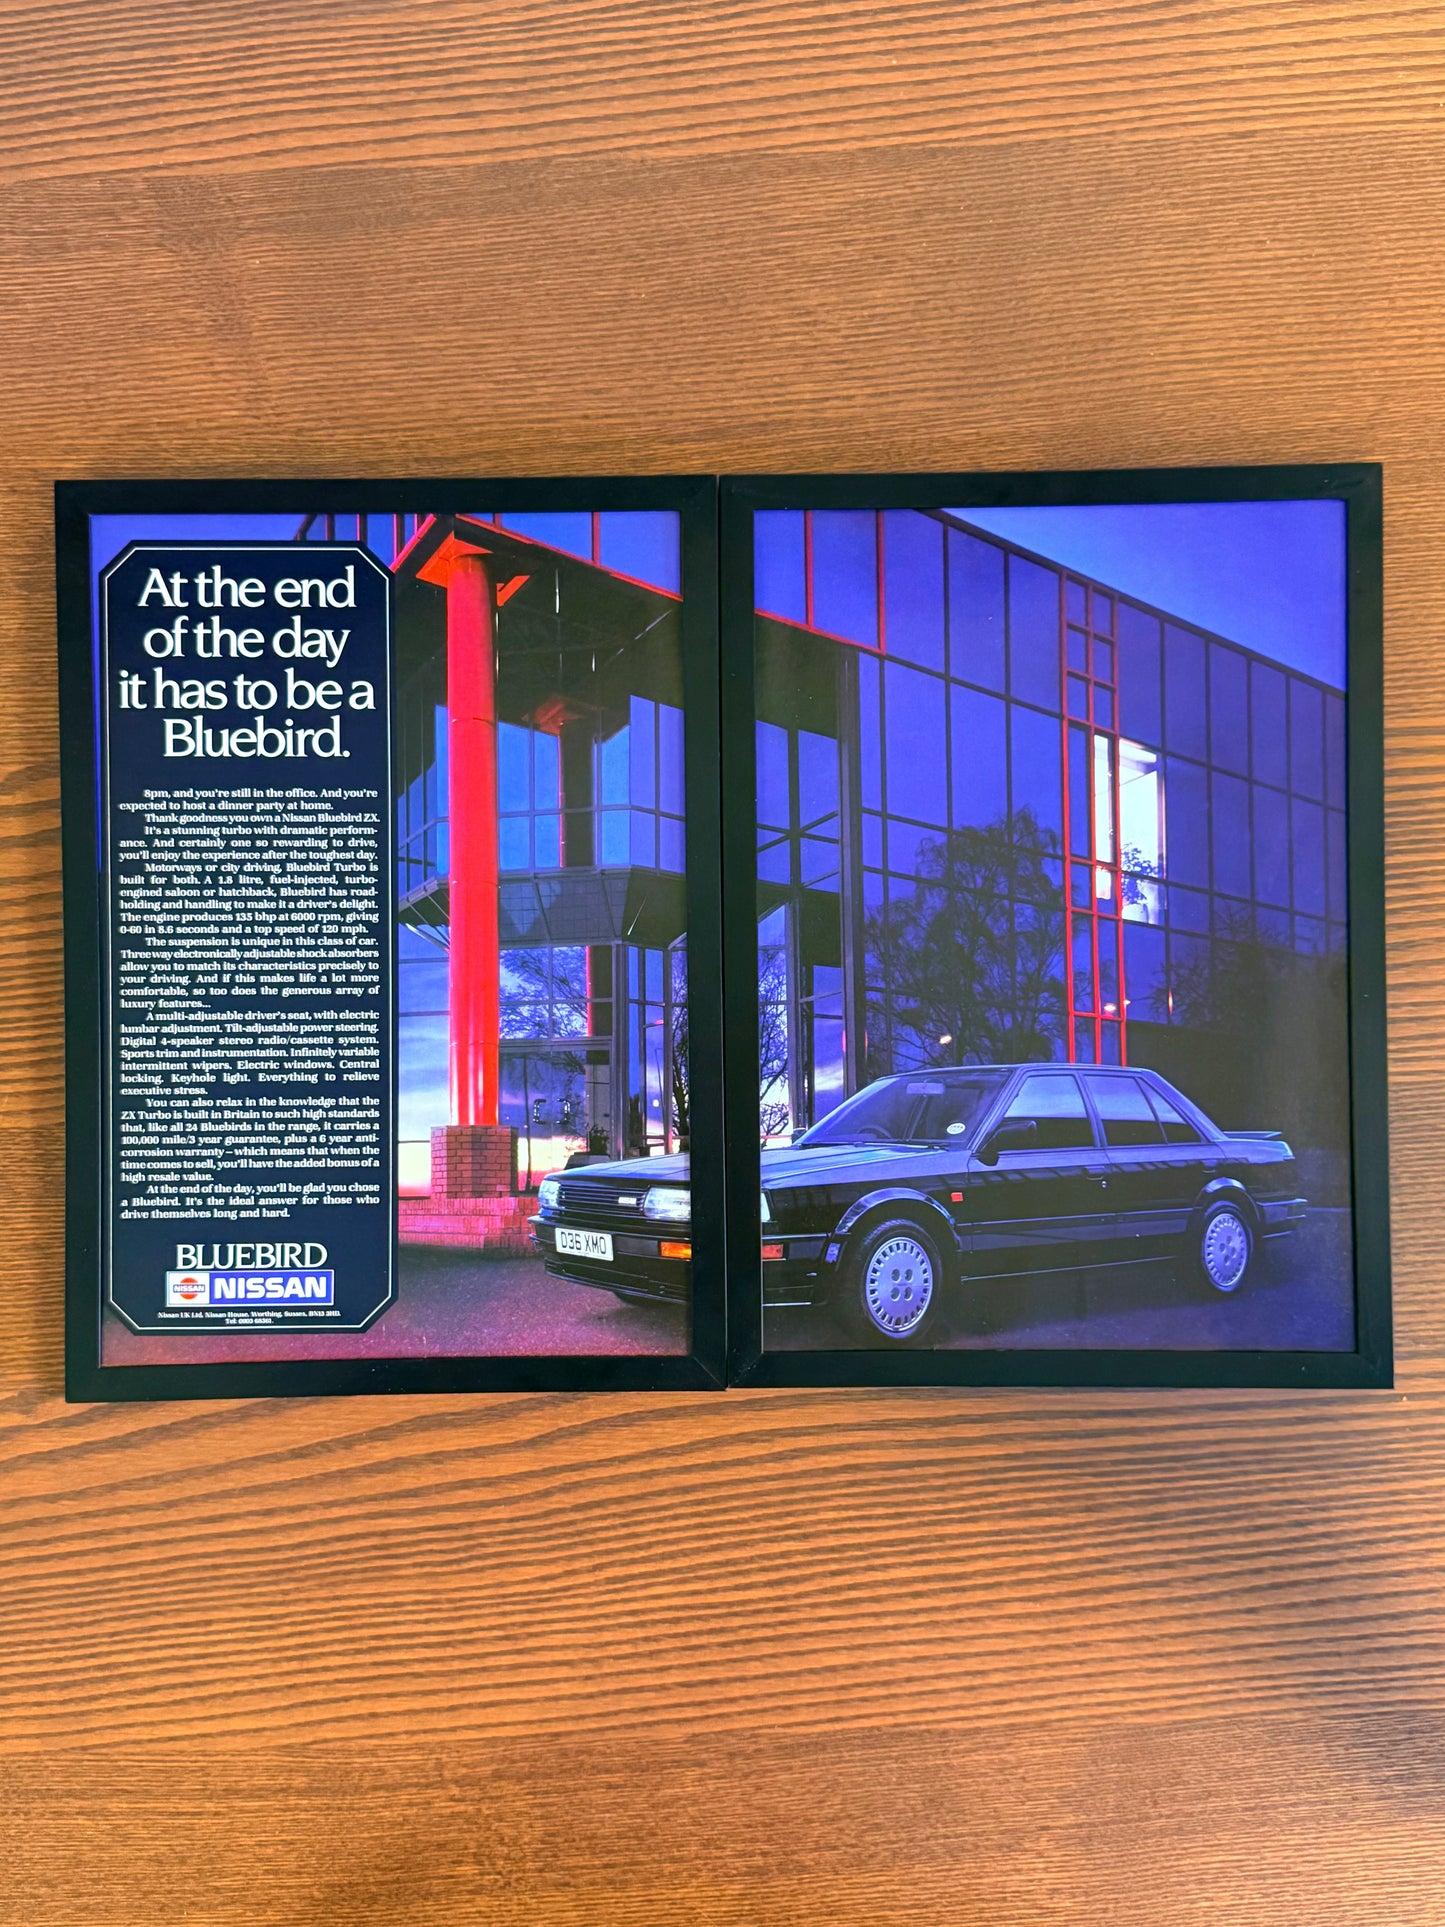 At the end
of the day
it has to be a
Bluebird.
8pm, and you're still in the office. And you're
expected to host a dinner party at home.
Thank goodness you own a Nissan Bluebird ZX.
It's a stunning turbo with dramatic perform-
ance. And certainly one so rewarding to drive,
you'll enjoy the experience after the toughest day.
Motorways or city driving, Bluebird Turbo is
built for both. A 1.8 litre, fuel-injected, turbo-
engined saloon or hatchback, Bluebird has road-
holding and handling to make it a driver's delight.
The engine produces 135 bhp at 6000 rpm, giving
0-60 in 8.6 seconds and a top speed of 120 mph.
The suspension is unique in this class of car.
Three way electronically adjustable shock absorbers
allow you to match its characteristics precisely to
your driving. And if this makes life a lot more
comfortable, so too does the generous array of
luxury features...
A multi-adjustable driver's seat, with electric
lumbar adjustment. Tilt-adjustable power steering.
Digital 4-speaker stereo radio/cassette system.
Sports trim and instrumentation. Infinitely variable
intermittent wipers. Electric windows. Central
locking. Keyhole light. Everything to relieve
executive stress.
You can also relax in the knowledge that the
ZX Turbo is built in Britain to such high standards
that, like all 24 Bluebirds in the range, it carries a
100,000 mile/3 year guarantee, plus a 6 year anti-
corrosion warranty – which means that when the
time comes to sell, you'll have the added bonus of a
high resale value.
At the end of the day, you'll be glad you chose
a Bluebird. It's the ideal answer for those who
drive themselves long and hard.
BLUEBIRD
NISSAN NISSAN
Nissan UK Ltd. Nissan House, Worthing, Sussex, BN13 3HD.
Tel: 0903 68561.
D36 XMO